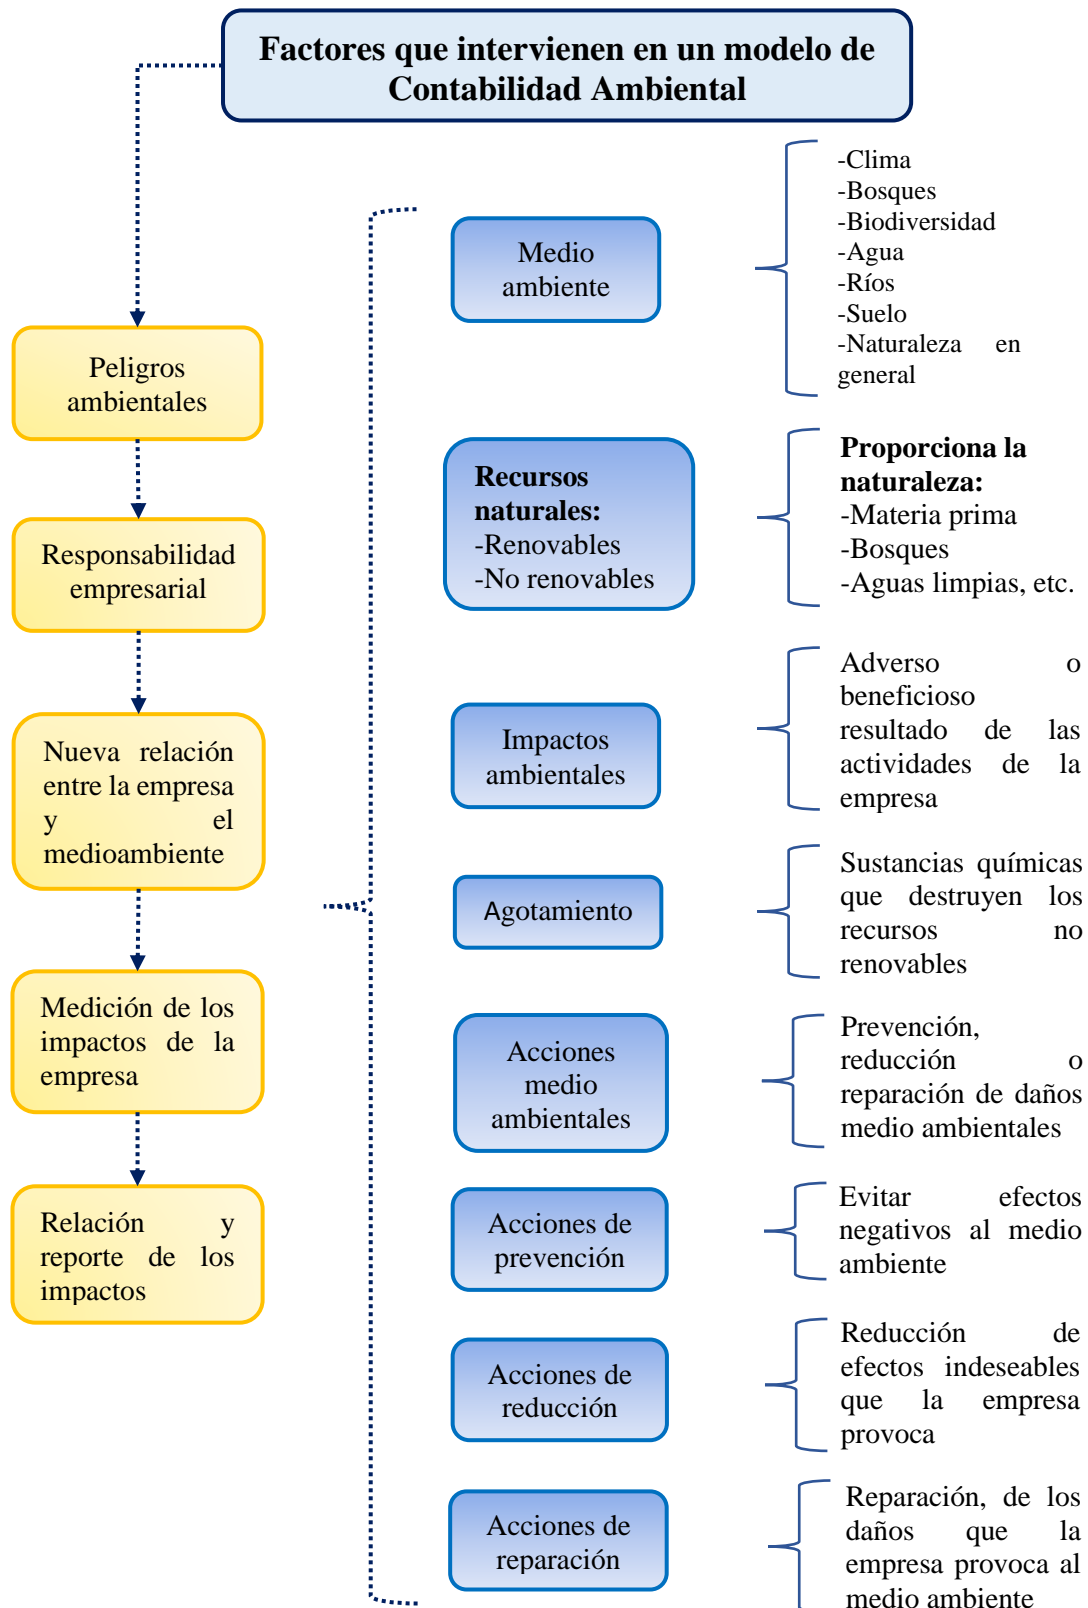 Factores que intervienen en un modelo de
Contabilidad Ambiental
Peligros
ambientales
Responsabilidad
empresarial
Nueva relación
entre la empresa
y el
medioambiente
Medición de los
impactos de la
empresa
Relación y
reporte de los
impactos
Medio
ambiente
-Clima
-Bosques
-Biodiversidad
-Agua
-Ríos
-Suelo
-Naturaleza en
general
Recursos
naturales:
-Renovables
-No renovables
Proporciona la
naturaleza:
-Materia prima
-Bosques
-Aguas limpias, etc.
Impactos
ambientales
Adverso o
beneficioso
resultado de las
actividades de la
empresa
Agotamiento
Sustancias químicas
que destruyen los
recursos no
renovables
Acciones
medio
ambientales
Prevención,
reducción o
reparación de daños
medio ambientales
Acciones de
prevención
Evitar efectos
negativos al medio
ambiente
Acciones de
reducción
Reducción de
efectos indeseables
que la empresa
provoca
Acciones de
reparación
Reparación, de los
daños que la
empresa provoca al
medio ambiente